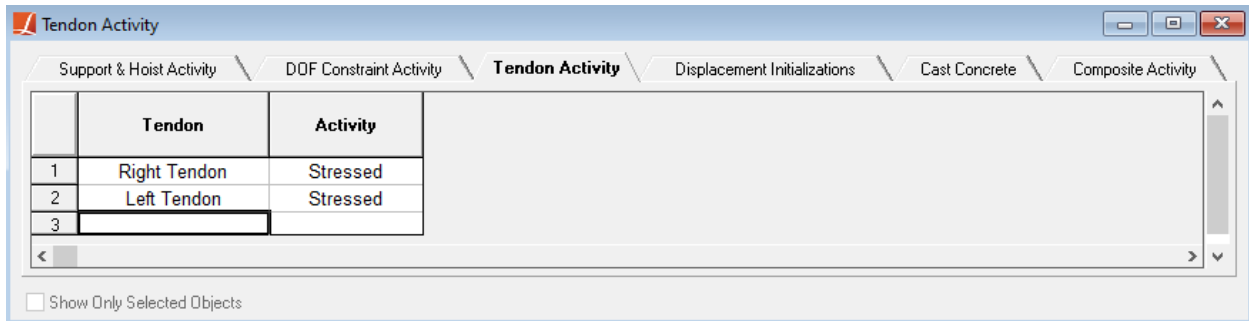 Tendon Activity
Support & Hoist Activity DOF Constraint Activity Tendon Activity Displacement Initializations Cast Concrete Composite Activity
Tendon Activity
1 Right Tendon Stressed
2 Left Tendon Stressed
3
Show Only Selected Objects